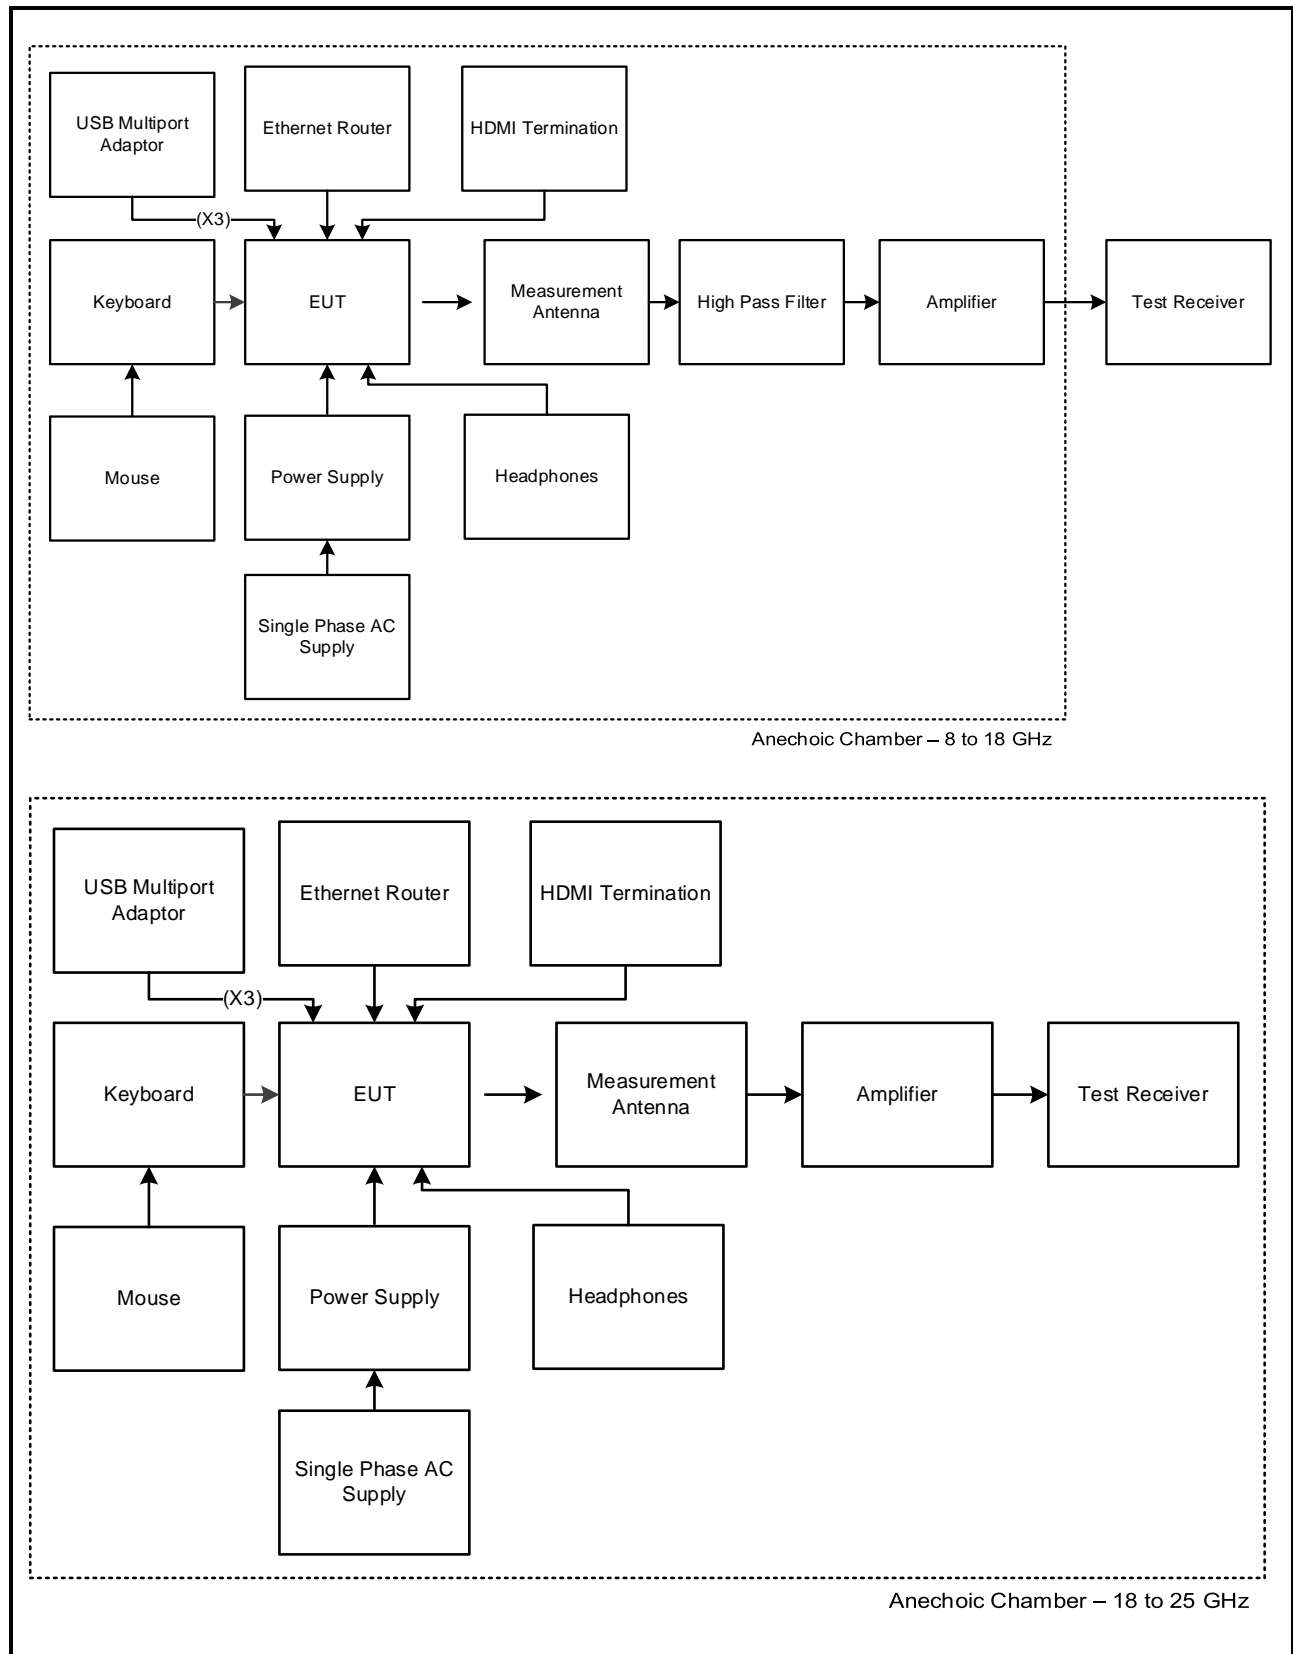 USB Multiport
Adaptor
Ethernet Router
HDMI Termination
(X3)
Keyboard
EUT
Measurement
Antenna
High Pass Filter
Amplifier
Test Receiver
Mouse
Power Supply
Headphones
Single Phase AC
Supply
Anechoic Chamber – 8 to 18 GHz
USB Multiport
Adaptor
Ethernet Router
HDMI Termination
(X3)
Keyboard
EUT
Measurement
Antenna
Amplifier
Test Receiver
Mouse
Power Supply
Headphones
Single Phase AC
Supply
Anechoic Chamber – 18 to 25 GHz